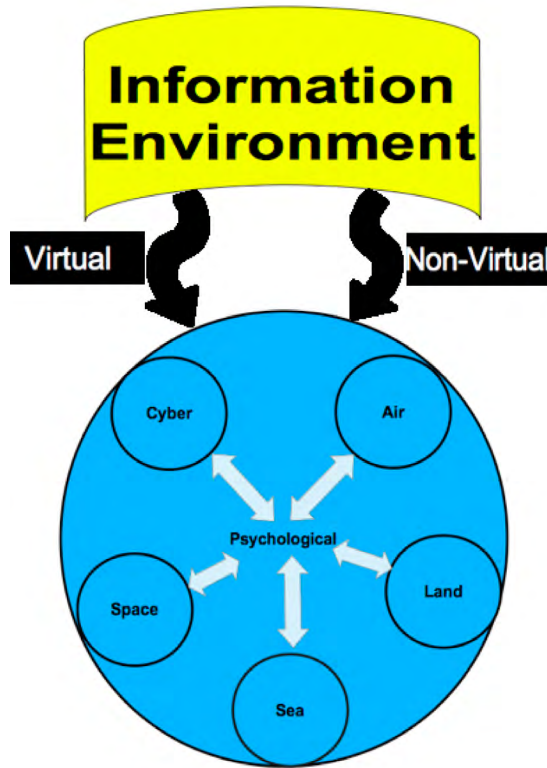 Information
Environment
Virtual
Non-Virtual
Cyber
Air
Psychological
Space
Land
Sea